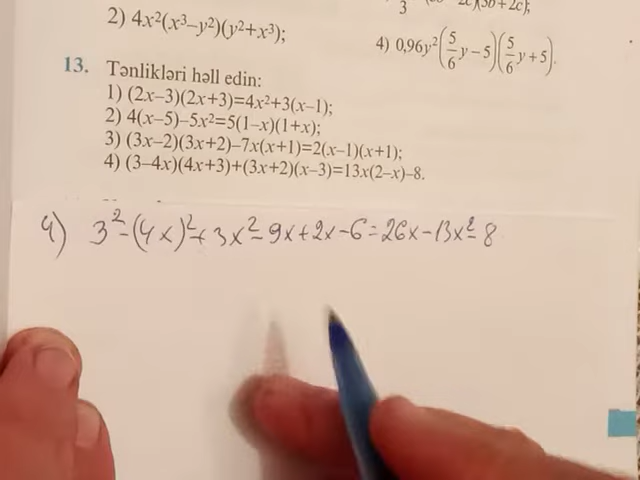 2) 4x²(x³–y²)(y²+x³);
4) 0,96y²(5/6 y – 5)(5/6 y + 5).
13. Tənlikləri həll edin:
1) (2x–3)(2x+3)=4x²+3(x–1);
2) 4(x–5)–5x²=5(1–x)(1+x);
3) (3x–2)(3x+2)–7x(x+1)=2(x–1)(x+1);
4) (3–4x)(4x+3)+(3x+2)(x–3)=13x(2–x)–8.
4) 3²–(4x)²+3x²–9x+2x–6=26x–13x²–8